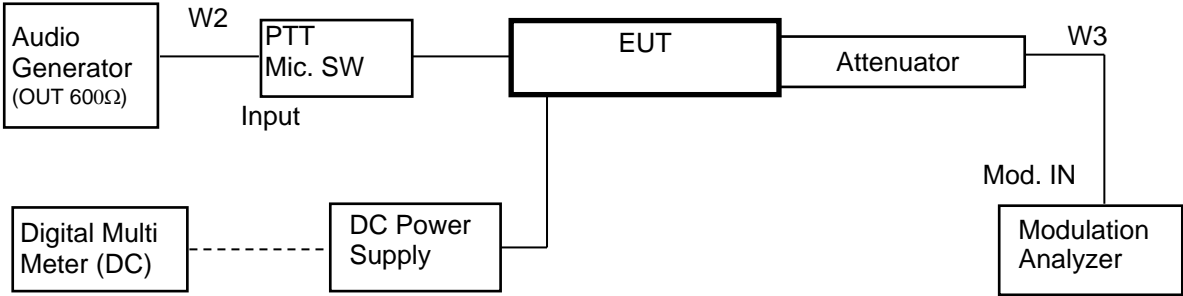 W2
Audio
Generator
(OUT 600Ω)
PTT
Mic. SW
Input
EUT
Attenuator
W3
Mod. IN
Digital Multi
Meter (DC)
DC Power
Supply
Modulation
Analyzer